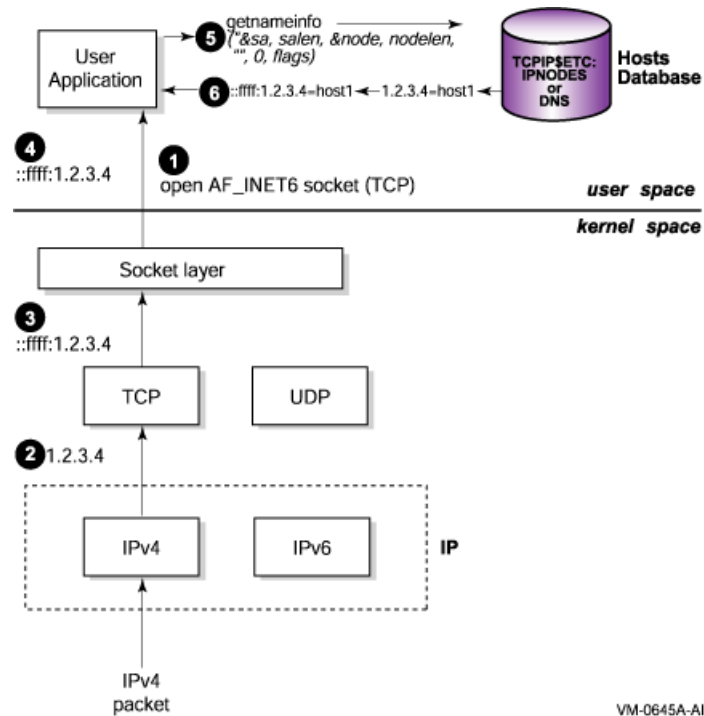 getnameinfo
5
("&sa, salen, &node, nodelen,
"", 0, flags)
User
Application
TCPIP$ETC:
IPNODES
or
DNS
Hosts
Database
6
::ffff:1.2.3.4=host1
1.2.3.4=host1
4
::ffff:1.2.3.4
1
open AF_INET6 socket (TCP)
user space
kernel space
Socket layer
3
::ffff:1.2.3.4
TCP
UDP
2
1.2.3.4
IPv4
IPv6
IP
IPv4
packet
VM-0645A-AI